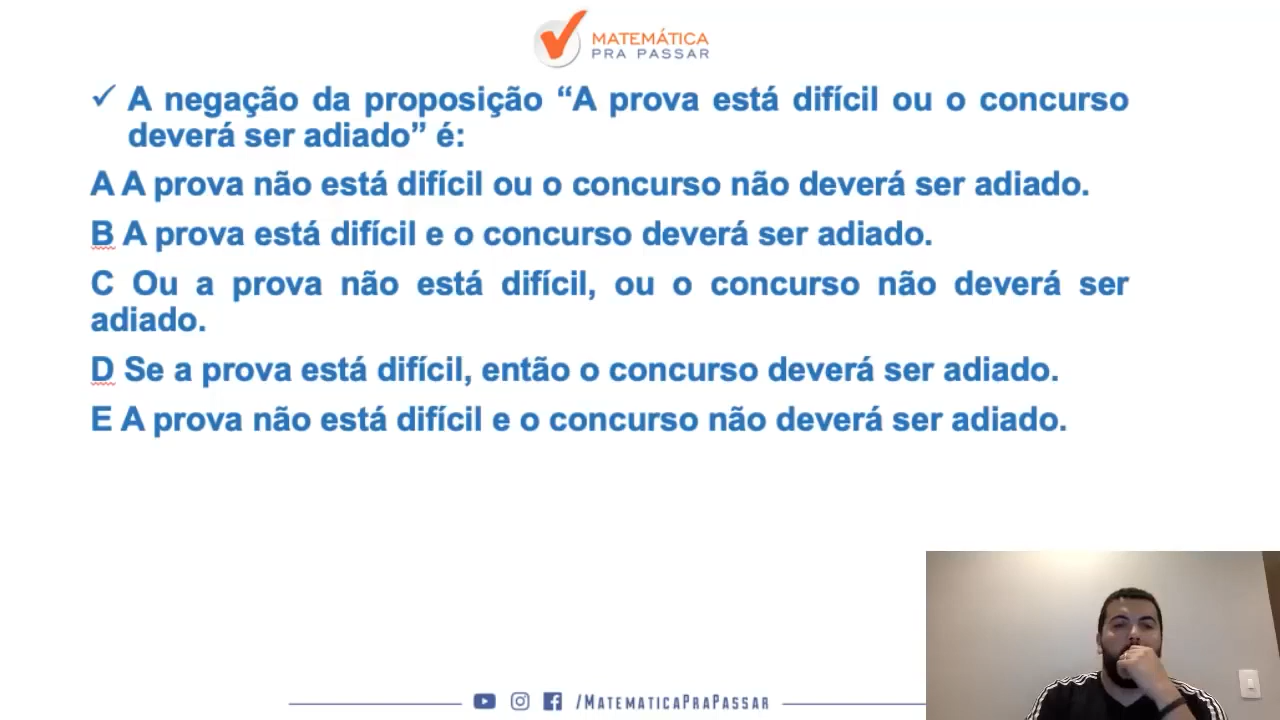 MATEMÁTICA
PRA PASSAR
✓ A negação da proposição “A prova está difícil ou o concurso
deverá ser adiado” é:
A A prova não está difícil ou o concurso não deverá ser adiado.
B A prova está difícil e o concurso deverá ser adiado.
C Ou a prova não está difícil, ou o concurso não deverá ser
adiado.
D Se a prova está difícil, então o concurso deverá ser adiado.
E A prova não está difícil e o concurso não deverá ser adiado.
/MATEMATICAPRAPASSAR